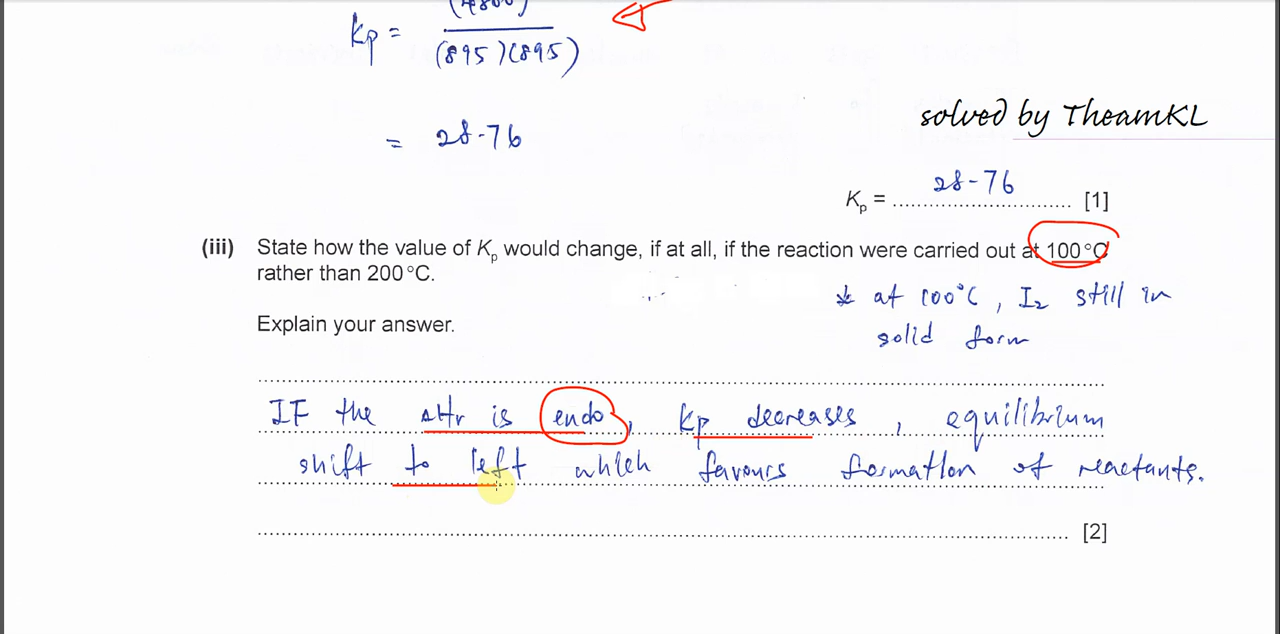 Kp =
(4800)
(895)(895)
= 28.76
solved by TheamKL
Kp = 28.76 [1]
(iii) State how the value of Kp would change, if at all, if the reaction were carried out at 100 °C
rather than 200 °C.
* at 100°C, I2 still in
solid form
Explain your answer.
IF the ΔHr is endo, Kp decreases, equilibrium
shift to left which favours formation of reactants.
[2]